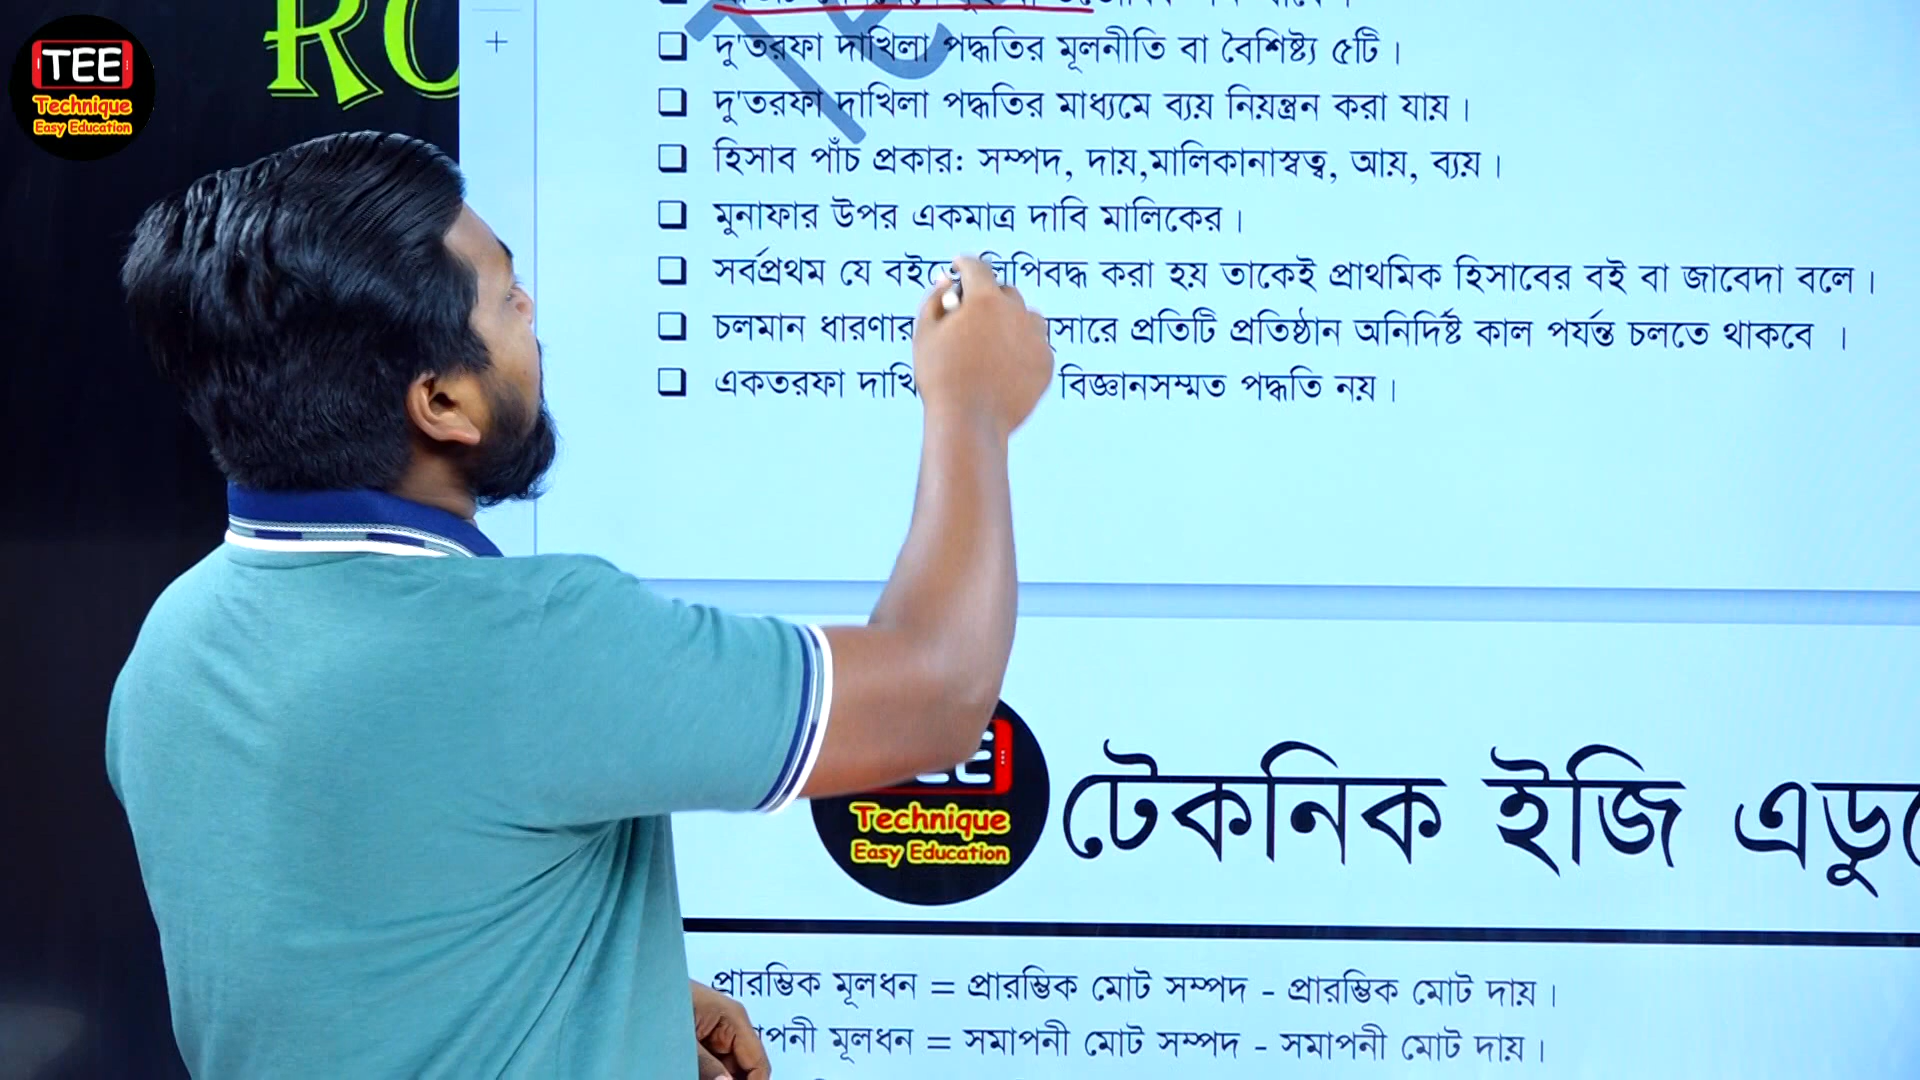 TEE
Technique
Easy Education
RC
দু'তরফা দাখিলা পদ্ধতির মূলনীতি বা বৈশিষ্ট্য ৫টি।
দু'তরফা দাখিলা পদ্ধতির মাধ্যমে ব্যয় নিয়ন্ত্রন করা যায়।
হিসাব পাঁচ প্রকার: সম্পদ, দায়,মালিকানাস্বত্ব, আয়, ব্যয়।
মুনাফার উপর একমাত্র দাবি মালিকের।
সর্বপ্রথম যে বইতে লিপিবদ্ধ করা হয় তাকেই প্রাথমিক হিসাবের বই বা জাবেদা বলে।
চলমান ধারণার প্রতিটি প্রতিষ্ঠান অনির্দিষ্ট কাল পর্যন্ত চলতে থাকবে ।
একতরফা বিজ্ঞানসম্মত পদ্ধতি নয়।
Technique
Easy Education
টেকনিক ইজি
প্রারম্ভিক মূলধন = প্রারম্ভিক মোট সম্পদ - প্রারম্ভিক মোট দায়।
মূলধন = সমাপনী মোট সম্পদ - সমাপনী মোট দায়।